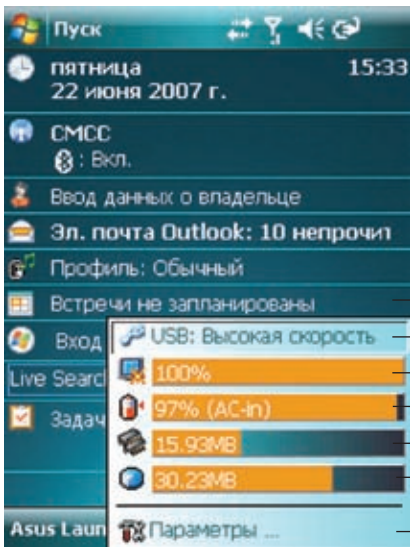 Пуск
пятница 15:33
22 июня 2007 г.
CMCC
: Вкл.
Ввод данных о владельце
Эл. почта Outlook: 10 непрочит
Профиль: Обычный
Встречи не запланированы
Вход
USB: Высокая скорость
Live Searc
100%
97% (AC-in)
Задач
15.93MB
30.23MB
Asus Laun
Параметры ...